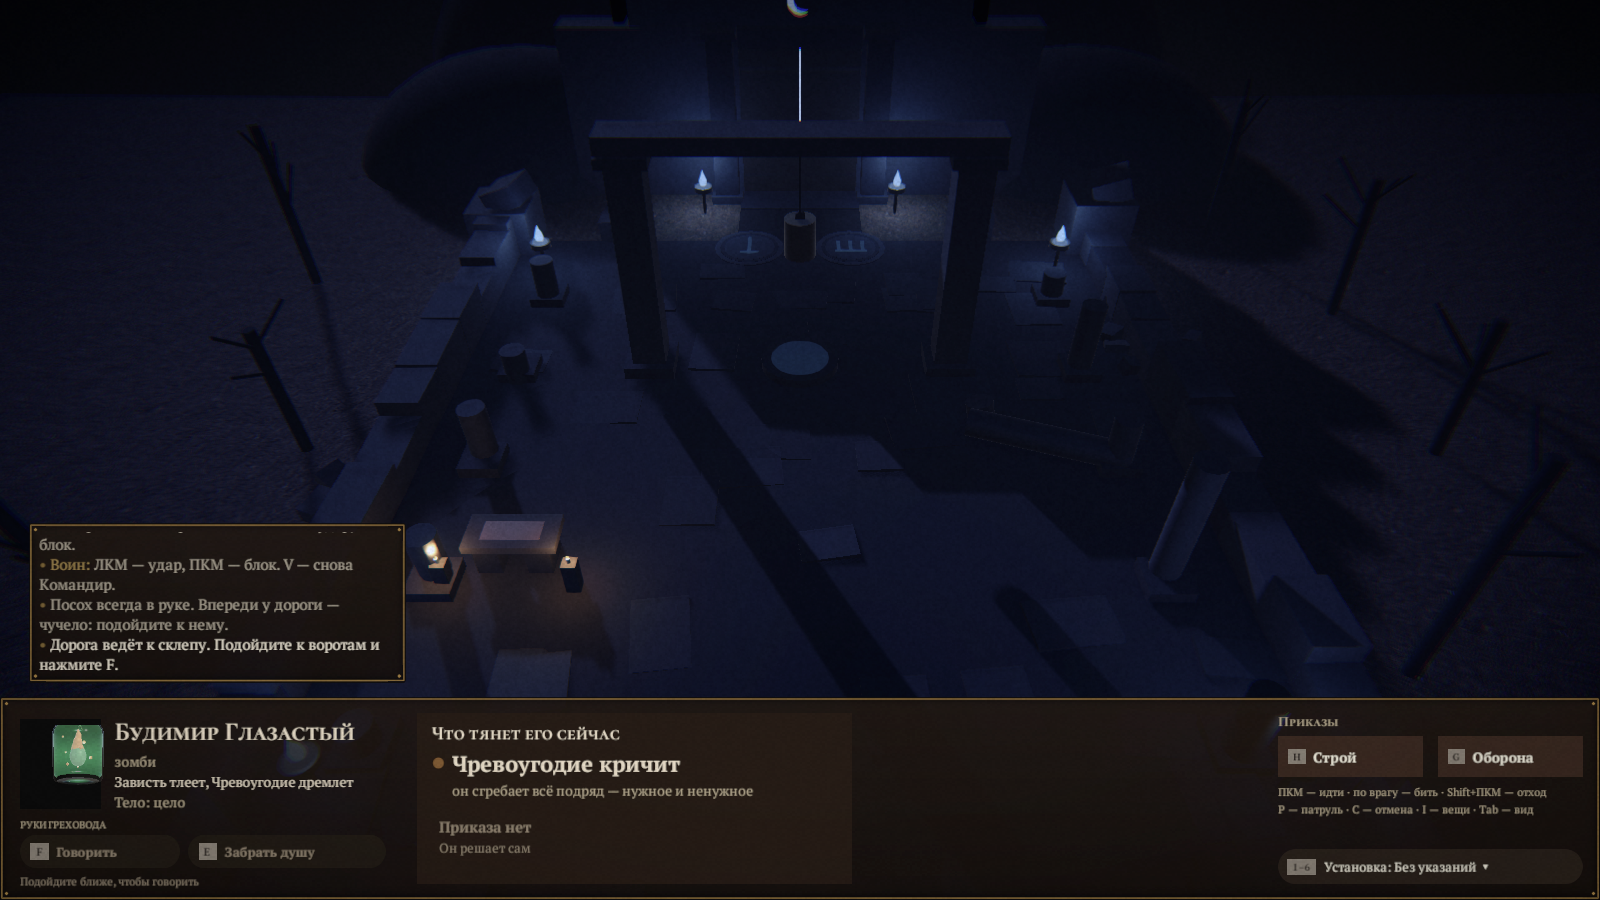 блок.
• Воин: ЛКМ — удар, ПКМ — блок. V — снова
Командир.
• Посох всегда в руке. Впереди у дороги —
чучело: подойдите к нему.
• Дорога ведёт к склепу. Подойдите к воротам и
нажмите F.
Будимир Глазастый
зомби
Зависть тлеет, Чревоугодие дремлет
Тело: цело
РУКИ ГРЕХОВОДА
F Говорить
E Забрать душу
Подойдите ближе, чтобы говорить
Что тянет его сейчас
Чревоугодие кричит
он сгребает всё подряд — нужное и ненужное
Приказа нет
Он решает сам
Приказы
H Строй
G Оборона
ПКМ — идти · по врагу — бить · Shift+ПКМ — отход
P — патруль · C — отмена · I — вещи · Tab — вид
1–6 Установка: Без указаний ▾